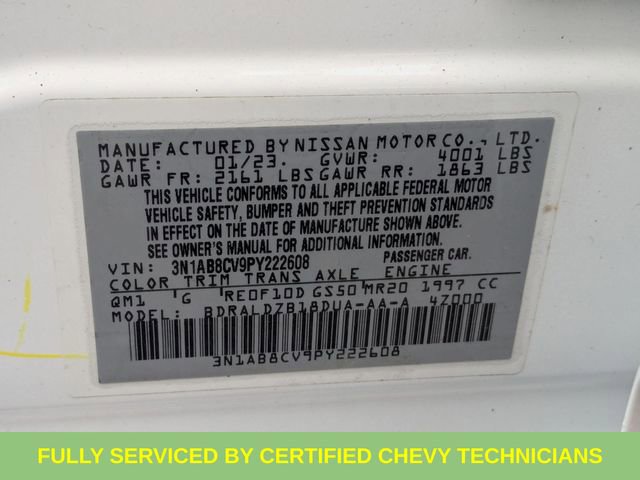 MANUFACTURED BY NISSAN MOTOR CO., LTD.
DATE: 01/23. GVWR: 4001 LBS
GAWR FR: 2161 LBS GAWR RR: 1863 LBS
THIS VEHICLE CONFORMS TO ALL APPLICABLE FEDERAL MOTOR
VEHICLE SAFETY, BUMPER AND THEFT PREVENTION STANDARDS
IN EFFECT ON THE DATE OF MANUFACTURE SHOWN ABOVE.
SEE OWNER'S MANUAL FOR ADDITIONAL INFORMATION
VIN: 3N1AB8CV9PY222608 PASSENGER CAR.
COLOR TRIM TRANS AXLE ENGINE
QM1 G RE0F10D GS50 MR20 1997 CC
MODEL: BDRALDZB18DUA-AA-A 4Z000
3N1AB8CV9PY222608
FULLY SERVICED BY CERTIFIED CHEVY TECHNICIANS